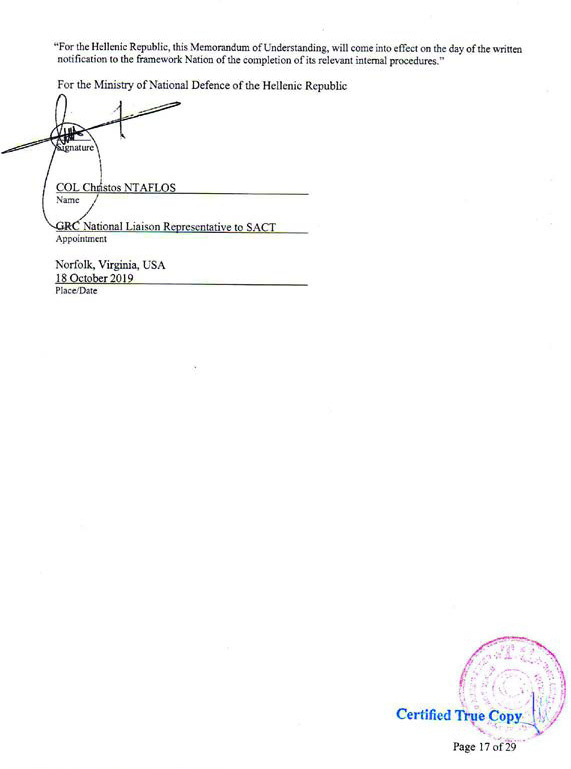 “For the Hellenic Republic, this Memorandum of Understanding, will come into effect on the day of the written
notification to the framework Nation of the completion of its relevant internal procedures.”
For the Ministry of National Defence of the Hellenic Republic
Signature
COL Christos NTAFLOS
Name
GRC National Liaison Representative to SACT
Appointment
Norfolk, Virginia, USA
18 October 2019
Place/Date
Certified True Copy
Page 17 of 29